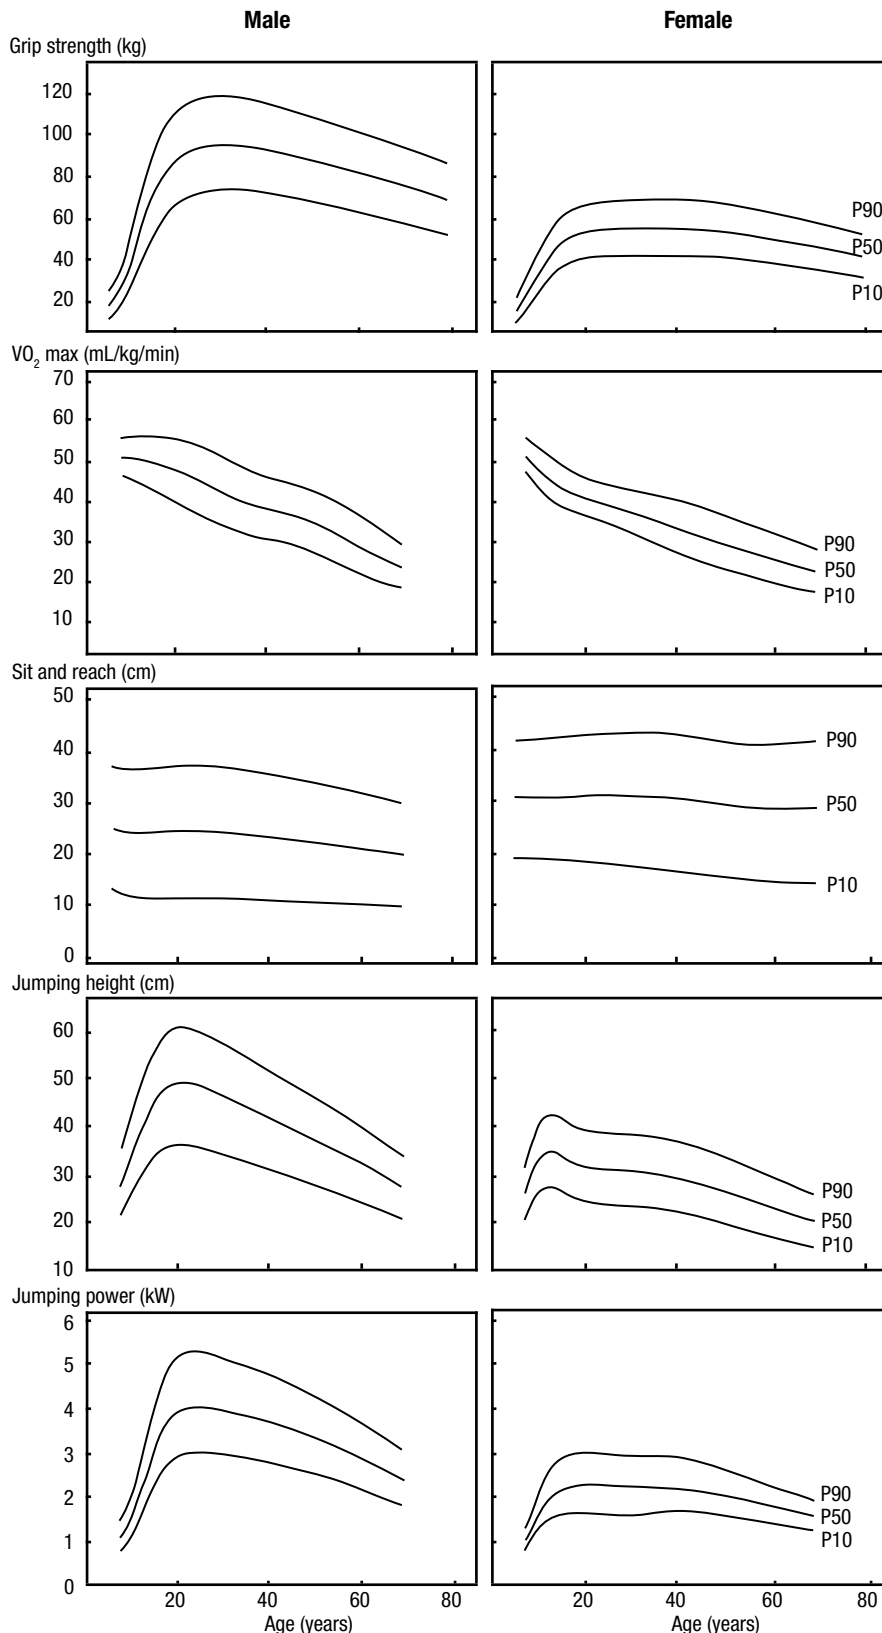 Male Female
Grip strength (kg)
120
100
80
60
40
20
P90
P50
P10
VO2 max (mL/kg/min)
70
60
50
40
30
20
10
P90
P50
P10
Sit and reach (cm)
50
40
30
20
10
0
P90
P50
P10
Jumping height (cm)
60
50
40
30
20
10
P90
P50
P10
Jumping power (kW)
6
5
4
3
2
1
0
P90
P50
P10
20 40 60 80 20 40 60 80
Age (years) Age (years)